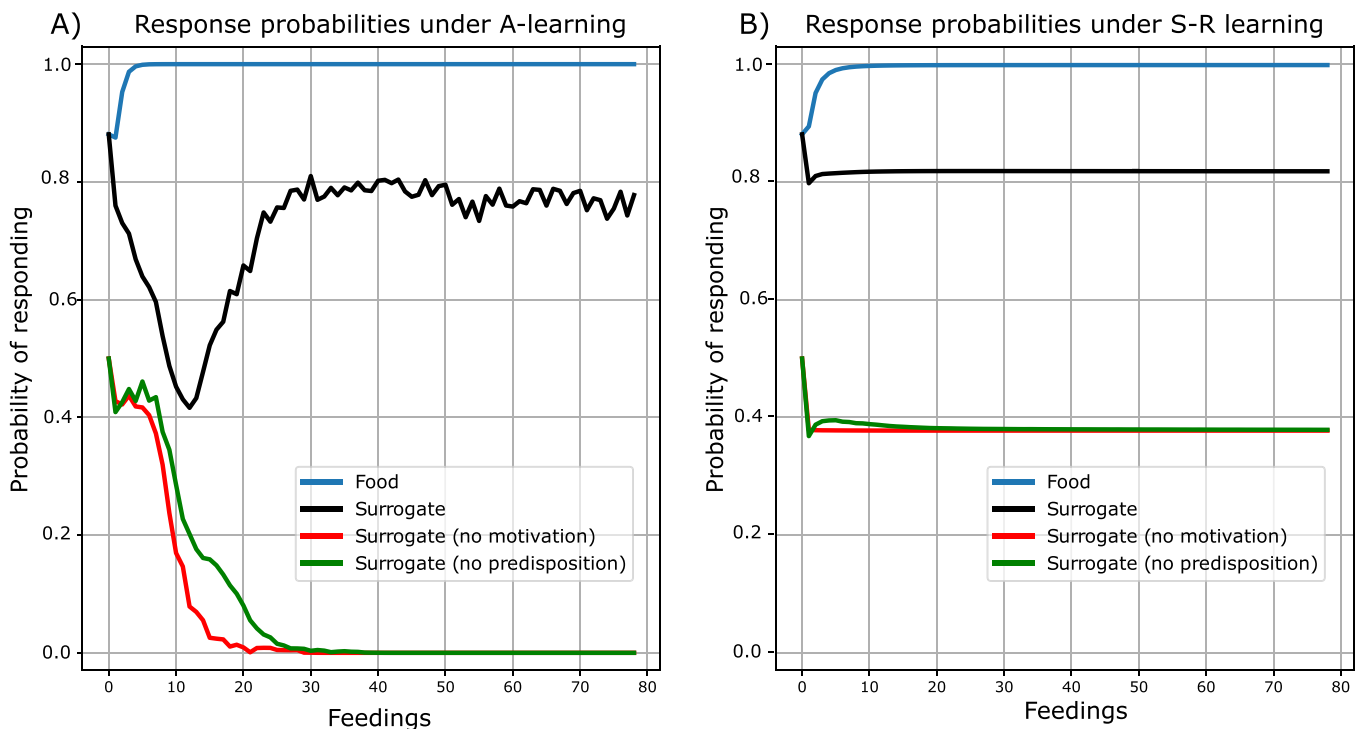 A) Response probabilities under A-learning
Probability of responding
1.0
0.8
0.6
0.4
0.2
0.0
0 10 20 30 40 50 60 70 80
Feedings
Food
Surrogate
Surrogate (no motivation)
Surrogate (no predisposition)
B) Response probabilities under S-R learning
Probability of responding
1.0
0.8
0.6
0.4
0.2
0.0
0 10 20 30 40 50 60 70 80
Feedings
Food
Surrogate
Surrogate (no motivation)
Surrogate (no predisposition)